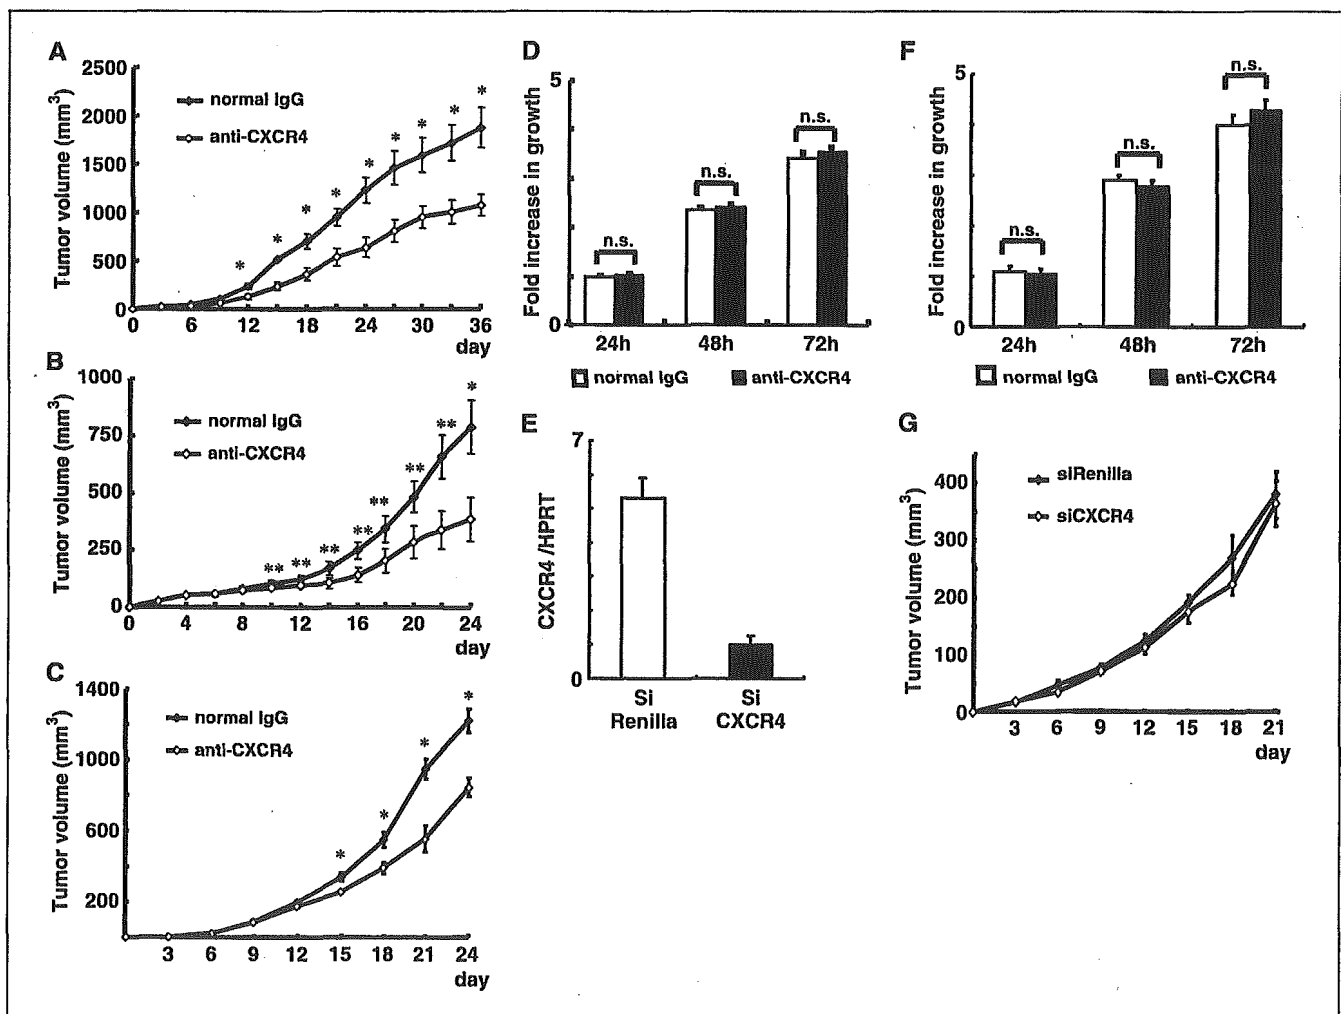 A
Tumor volume (mm3)
2500
2000
1500
1000
500
0
normal IgG
anti-CXCR4
* * * * * * * * *
0 6 12 18 24 30 36
day
B
Tumor volume (mm3)
1000
750
500
250
0
normal IgG
anti-CXCR4
** ** ** ** ** ** ** *
0 4 8 12 16 20 24
day
C
Tumor volume (mm3)
1400
1000
600
200
normal IgG
anti-CXCR4
* * * *
3 6 9 12 15 18 21 24
day
D
Fold increase in growth
5
0
n.s.
n.s.
n.s.
24h 48h 72h
normal IgG anti-CXCR4
E
CXCR4 /HPRT
7
0
Si Renilla
Si CXCR4
F
Fold increase in growth
5
0
n.s.
n.s.
n.s.
24h 48h 72h
normal IgG anti-CXCR4
G
Tumor volume (mm3)
400
300
200
100
0
siRenilla
siCXCR4
3 6 9 12 15 18 21
day